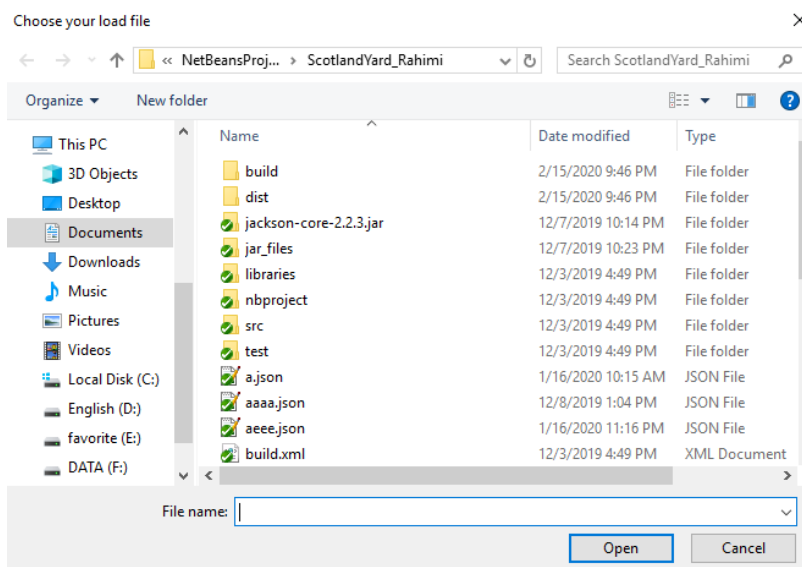 Choose your load file
« NetBeansProj... › ScotlandYard_Rahimi Search ScotlandYard_Rahimi
Organize New folder ?
This PC
3D Objects
Desktop
Documents
Downloads
Music
Pictures
Videos
Local Disk (C:)
English (D:)
favorite (E:)
DATA (F:)
Name Date modified Type
build 2/15/2020 9:46 PM File folder
dist 2/15/2020 9:46 PM File folder
jackson-core-2.2.3.jar 12/7/2019 10:14 PM File folder
jar_files 12/7/2019 10:23 PM File folder
libraries 12/3/2019 4:49 PM File folder
nbproject 12/3/2019 4:49 PM File folder
src 12/3/2019 4:49 PM File folder
test 12/3/2019 4:49 PM File folder
a.json 1/16/2020 10:15 AM JSON File
aaaa.json 12/8/2019 1:04 PM JSON File
aeee.json 1/16/2020 11:16 PM JSON File
build.xml 12/3/2019 4:49 PM XML Document
File name:
Open Cancel